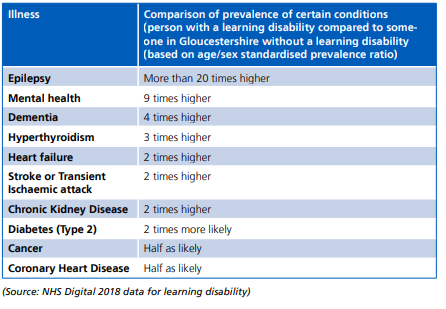 Illness
Comparison of prevalence of certain conditions
(person with a learning disability compared to some-
one in Gloucestershire without a learning disability
(based on age/sex standardised prevalence ratio)
Epilepsy More than 20 times higher
Mental health 9 times higher
Dementia 4 times higher
Hyperthyroidism 3 times higher
Heart failure 2 times higher
Stroke or Transient 2 times higher
Ischaemic attack
Chronic Kidney Disease 2 times higher
Diabetes (Type 2) 2 times more likely
Cancer Half as likely
Coronary Heart Disease Half as likely
(Source: NHS Digital 2018 data for learning disability)